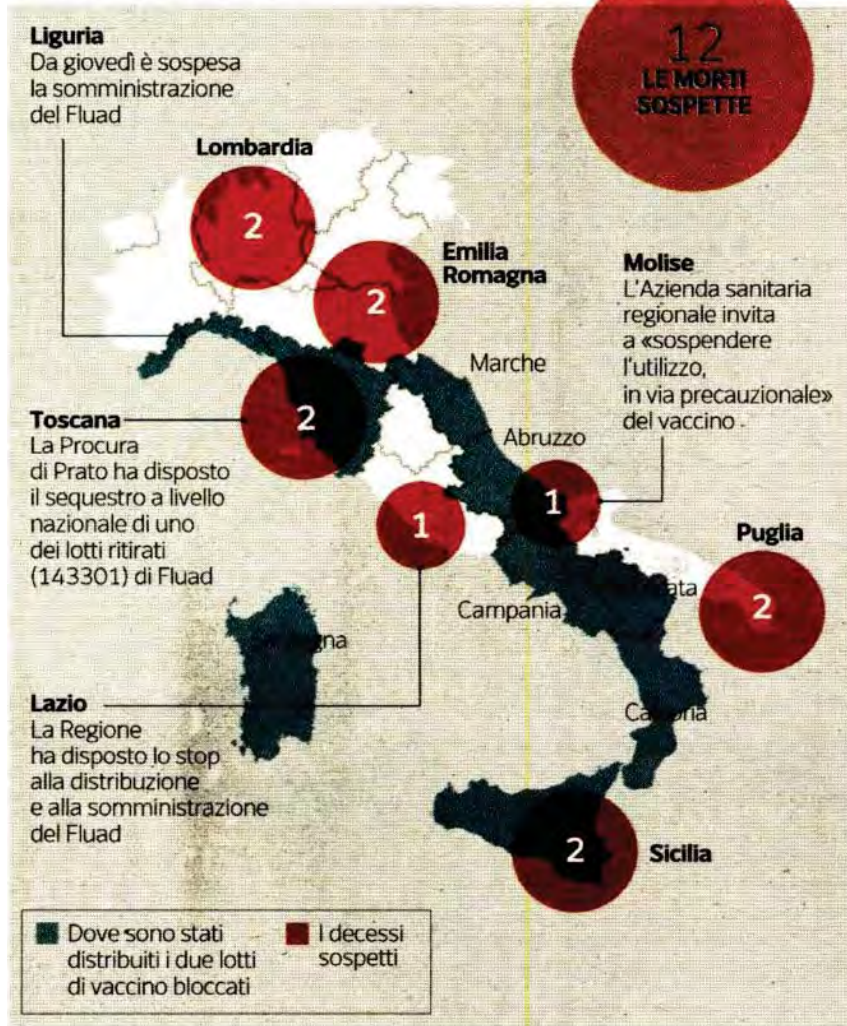 12
LE MORTI
SOSPETTE
Liguria
Da giovedì è sospesa
la somministrazione
del Fluad
Lombardia
2
Emilia
Romagna
2
Molise
L'Azienda sanitaria
regionale invita
a «sospendere
l'utilizzo,
in via precauzionale»
del vaccino
Marche
Toscana
La Procura
di Prato ha disposto
il sequestro a livello
nazionale di uno
dei lotti ritirati
(143301) di Fluad
2
Abruzzo
1
1
Puglia
2
Campania
Lazio
La Regione
ha disposto lo stop
alla distribuzione
e alla somministrazione
del Fluad
2
Sicilia
Dove sono stati
distribuiti i due lotti
di vaccino bloccati
I decessi
sospetti